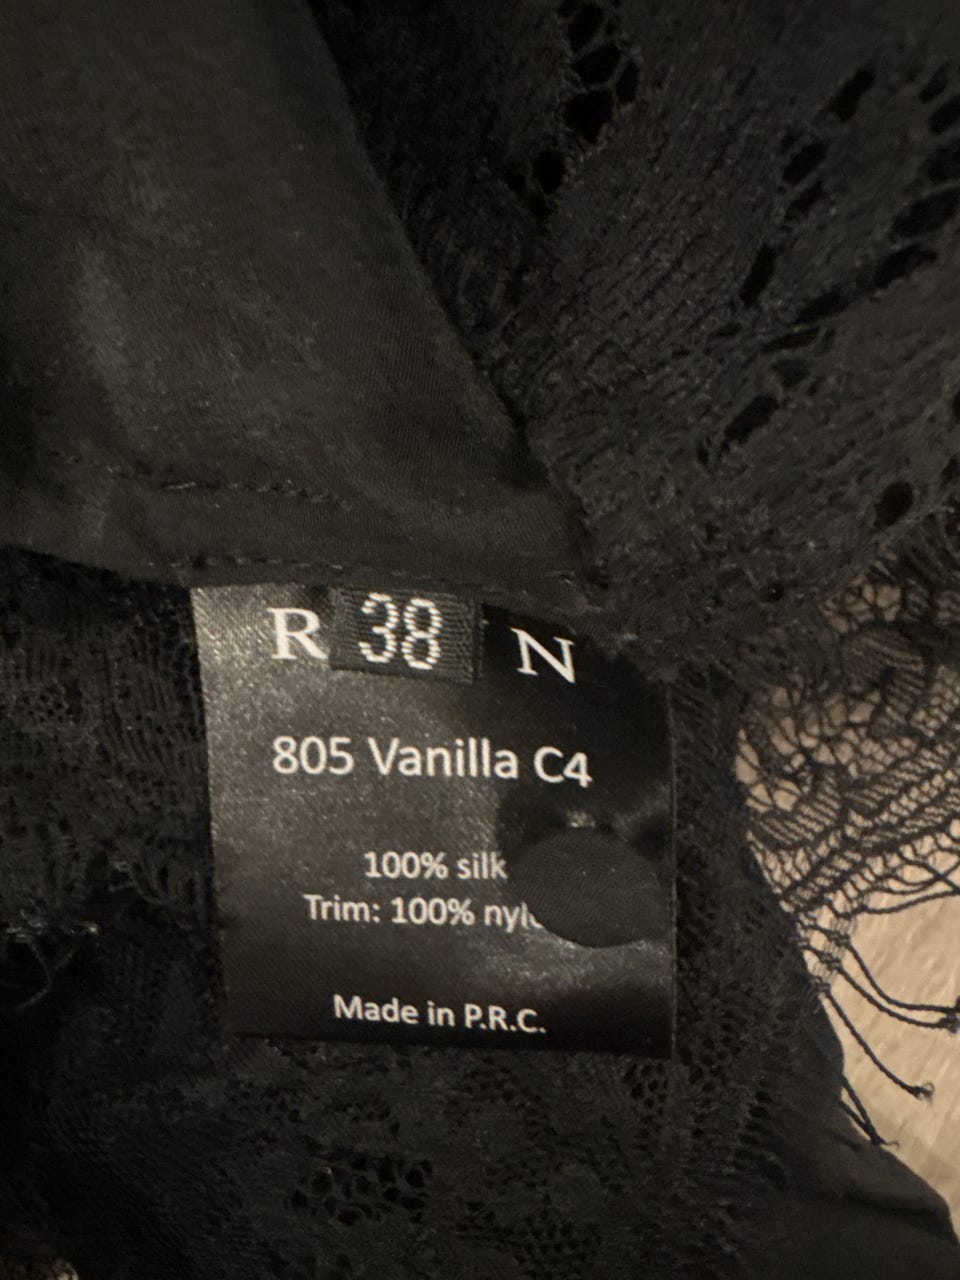 R 38 N
805 Vanilla C4
100% silk
Trim: 100%
Made in P.R.C.